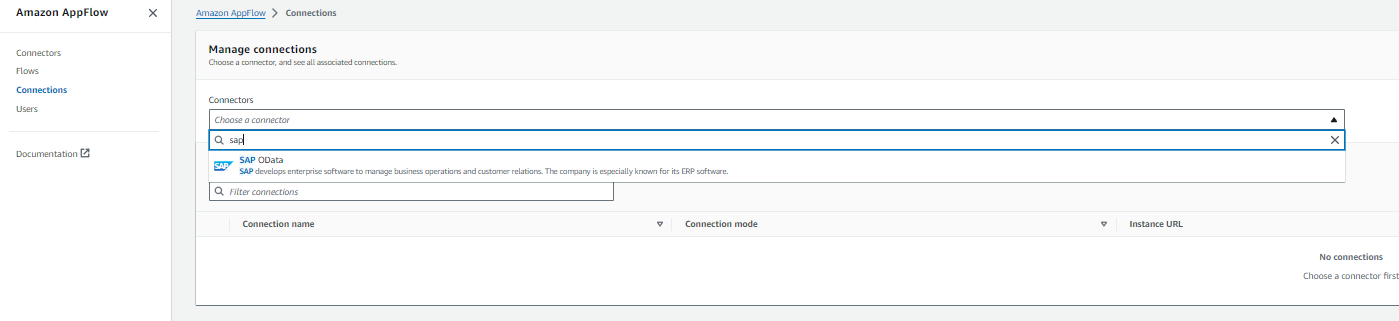 Amazon AppFlow
Amazon AppFlow > Connections
Connectors
Flows
Connections
Users
Documentation
Manage connections
Choose a connector, and see all associated connections.
Connectors
Choose a connector
sap
SAP
SAP OData
SAP develops enterprise software to manage business operations and customer relations. The company is especially known for its ERP software.
Filter connections
Connection name Connection mode Instance URL
No connections
Choose a connector first